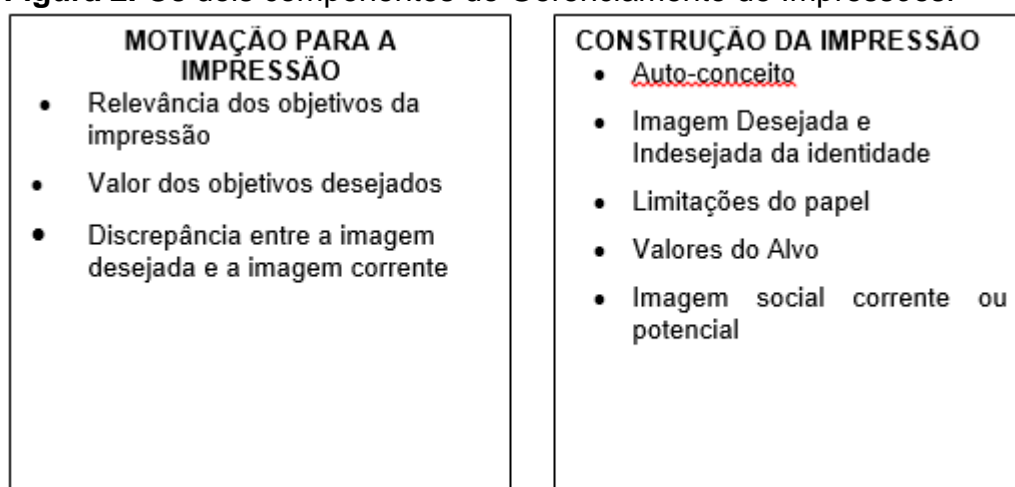 Figura 2. Os dois componentes do Gerenciamento de Impressões.
MOTIVAÇÃO PARA A
IMPRESSÃO
• Relevância dos objetivos da
impressão
• Valor dos objetivos desejados
• Discrepância entre a imagem
desejada e a imagem corrente
CONSTRUÇÃO DA IMPRESSÃO
• Auto-conceito
• Imagem Desejada e
Indesejada da identidade
• Limitações do papel
• Valores do Alvo
• Imagem social corrente ou
potencial